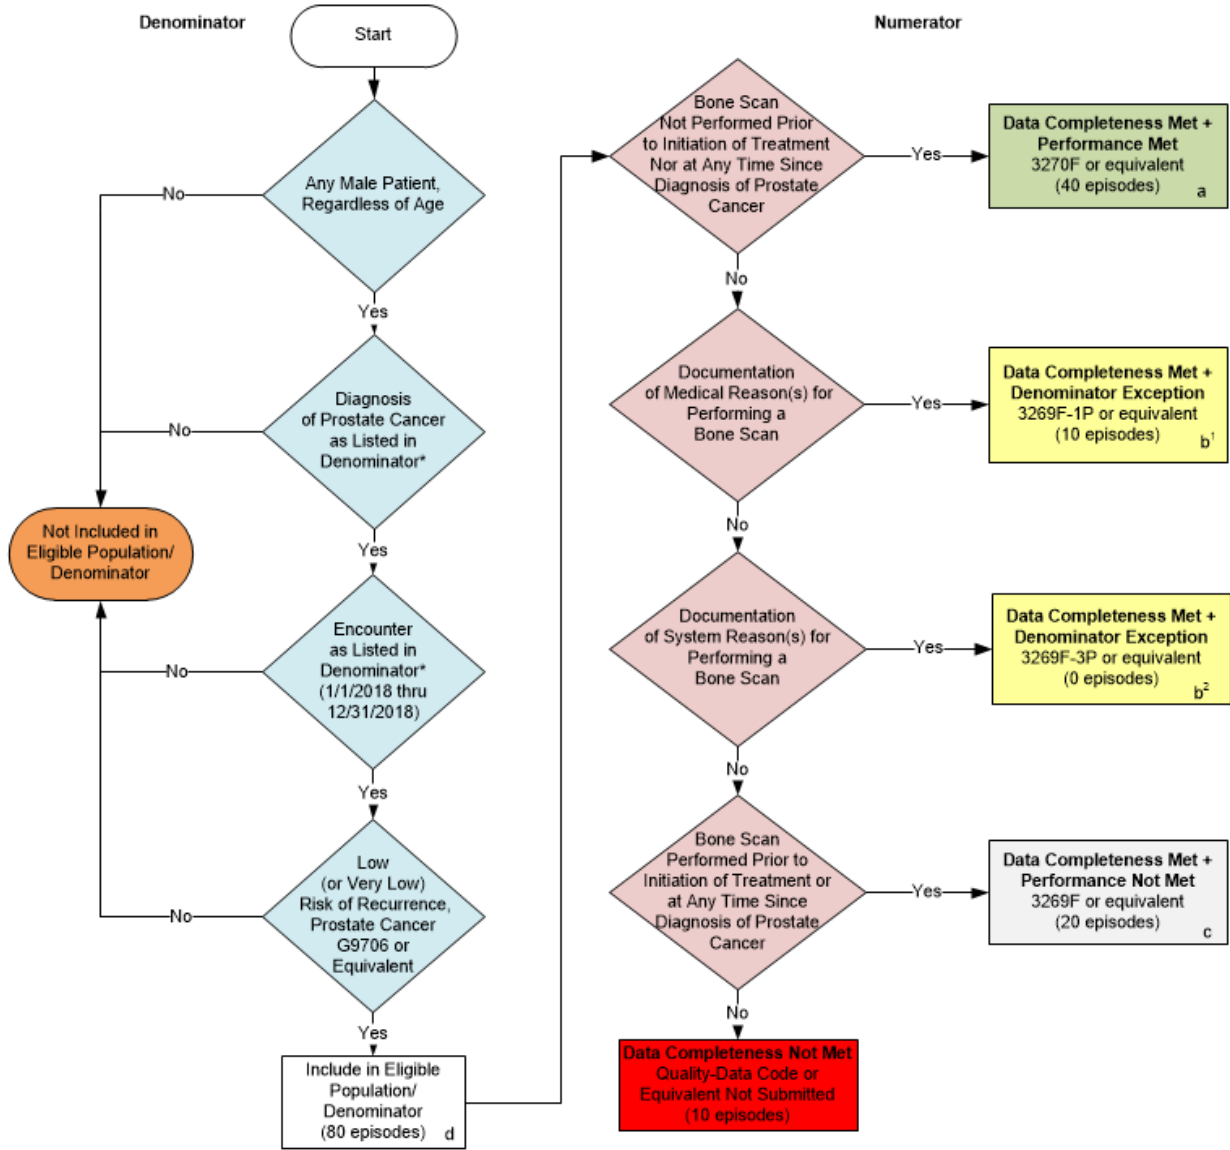 Denominator
Start
Any Male Patient,
Regardless of Age
No
Yes
Diagnosis
of Prostate Cancer
as Listed in
Denominator*
No
Yes
Not Included in
Eligible Population/
Denominator
Encounter
as Listed in
Denominator*
(1/1/2018 thru
12/31/2018)
No
Yes
Low
(or Very Low)
Risk of Recurrence,
Prostate Cancer
G9706 or
Equivalent
No
Yes
Include in Eligible
Population/
Denominator
(80 episodes) d
Numerator
Bone Scan
Not Performed Prior
to Initiation of Treatment
Nor at Any Time Since
Diagnosis of Prostate
Cancer
Yes
Data Completeness Met +
Performance Met
3270F or equivalent
(40 episodes) a
No
Documentation
of Medical Reason(s) for
Performing a
Bone Scan
Yes
Data Completeness Met +
Denominator Exception
3269F-1P or equivalent
(10 episodes) b¹
No
Documentation
of System Reason(s) for
Performing a
Bone Scan
Yes
Data Completeness Met +
Denominator Exception
3269F-3P or equivalent
(0 episodes) b²
No
Bone Scan
Performed Prior to
Initiation of Treatment or
at Any Time Since
Diagnosis of Prostate
Cancer
Yes
Data Completeness Met +
Performance Not Met
3269F or equivalent
(20 episodes) c
No
Data Completeness Not Met
Quality-Data Code or
Equivalent Not Submitted
(10 episodes)